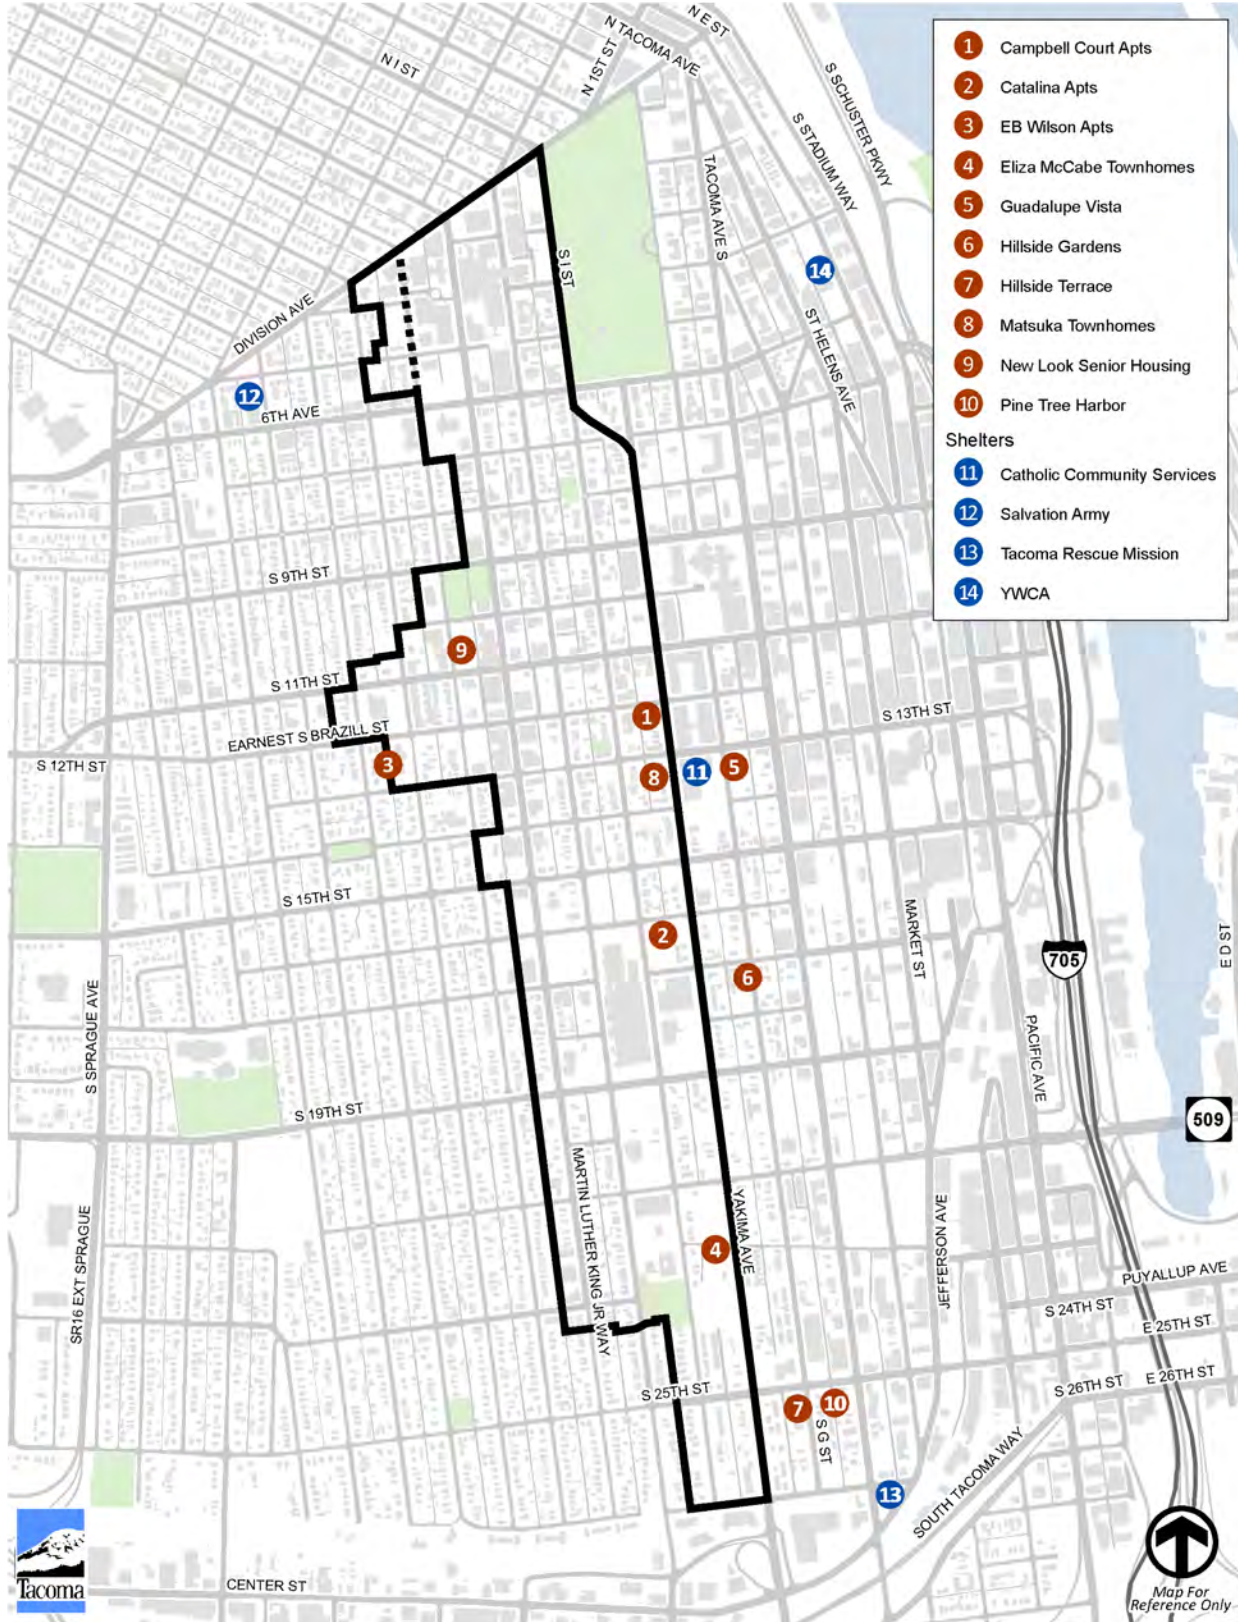 N E ST
N TACOMA AVE
N I ST
N 1ST ST
S SCHUSTER PKWY
S STADIUM WAY
TACOMA AVE S
S I ST
14
ST HELENS AVE
DIVISION AVE
12
6TH AVE
S 9TH ST
9
S 11TH ST
1
S 13TH ST
EARNEST S BRAZILL ST
S 12TH ST
3
8
11
5
S 15TH ST
2
MARKET ST
6
705
E D ST
S SPRAGUE AVE
PACIFIC AVE
S 19TH ST
509
MARTIN LUTHER KING JR WAY
YAKIMA AVE
4
JEFFERSON AVE
SR16 EXT SPRAGUE
PUYALLUP AVE
S 24TH ST
E 25TH ST
S 25TH ST
S 26TH ST
E 26TH ST
7
10
S G ST
13
SOUTH TACOMA WAY
CENTER ST
1 Campbell Court Apts
2 Catalina Apts
3 EB Wilson Apts
4 Eliza McCabe Townhomes
5 Guadalupe Vista
6 Hillside Gardens
7 Hillside Terrace
8 Matsuka Townhomes
9 New Look Senior Housing
10 Pine Tree Harbor
Shelters
11 Catholic Community Services
12 Salvation Army
13 Tacoma Rescue Mission
14 YWCA
Tacoma
Map For
Reference Only